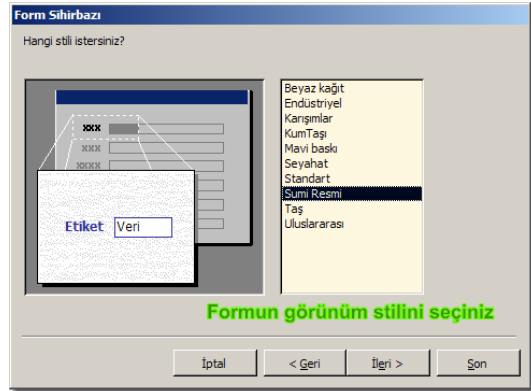 Form Sihirbazı
Hangi stili istersiniz?
xxx
xxx
xxxx
Etiket Veri
Beyaz kağıt
Endüstriyel
Karışımlar
KumTaşı
Mavi baskı
Seyahat
Standart
Sumi Resmi
Taş
Uluslararası
Formun görünüm stilini seçiniz
İptal < Geri İleri > Son